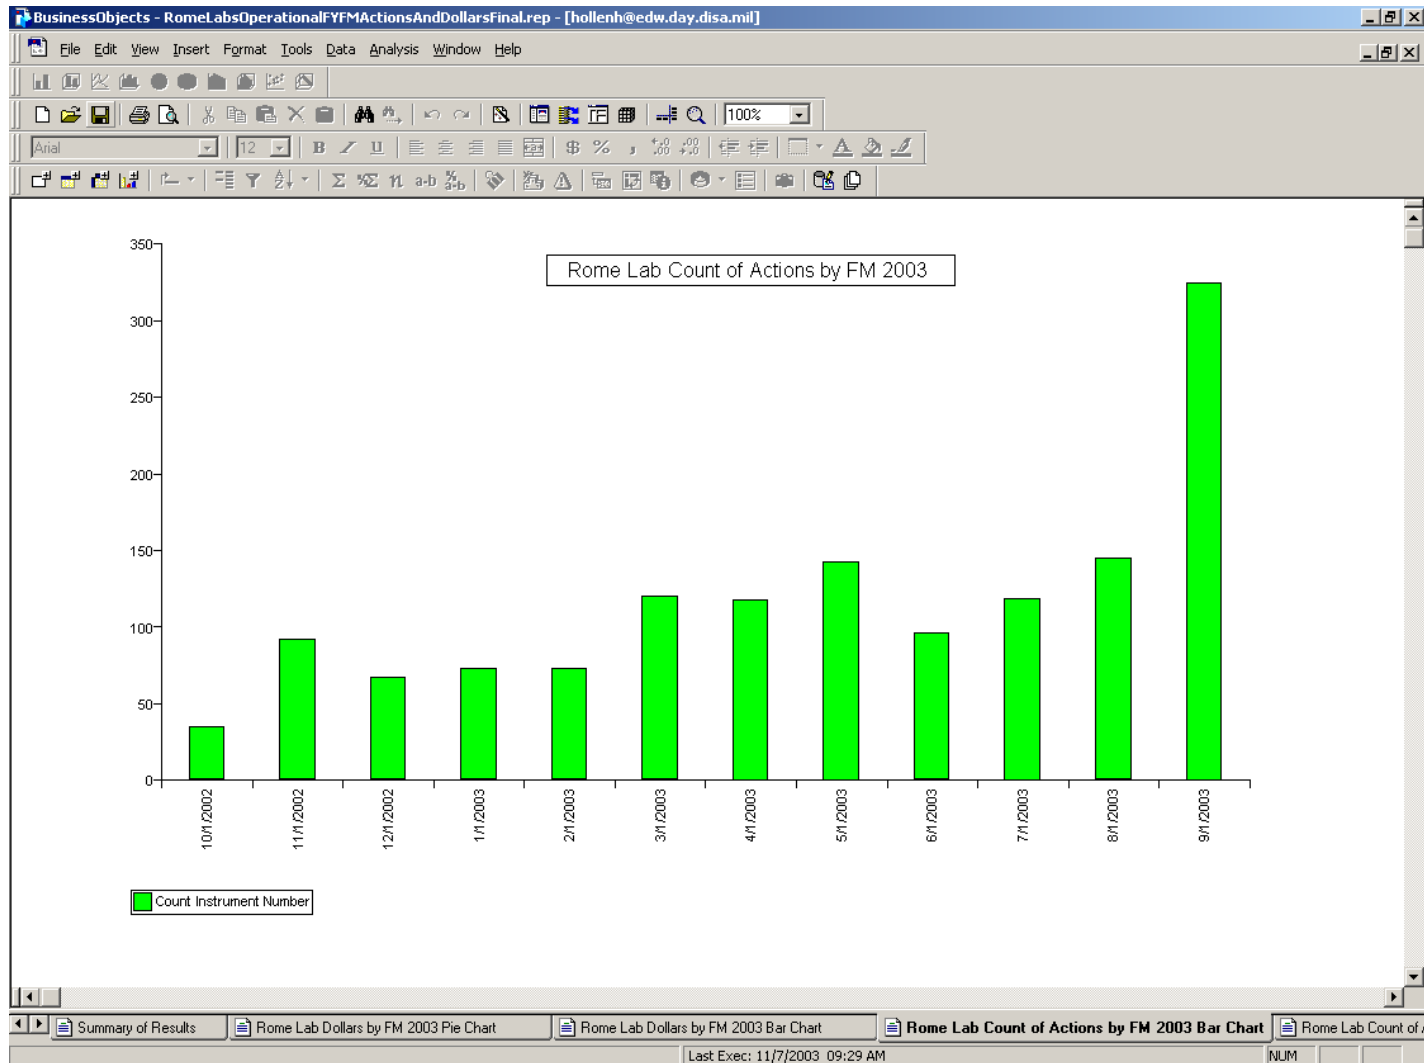 BusinessObjects - RomeLabsOperationalFYFMActionsAndDollarsFinal.rep - [hollenh@edw.day.disa.mil]
File Edit View Insert Format Tools Data Analysis Window Help
100%
Arial 12 B I U $ % ,
350
Rome Lab Count of Actions by FM 2003
300
250
200
150
100
50
0
10/1/2002 11/1/2002 12/1/2002 1/1/2003 2/1/2003 3/1/2003 4/1/2003 5/1/2003 6/1/2003 7/1/2003 8/1/2003 9/1/2003
Count Instrument Number
Summary of Results Rome Lab Dollars by FM 2003 Pie Chart Rome Lab Dollars by FM 2003 Bar Chart Rome Lab Count of Actions by FM 2003 Bar Chart Rome Lab Count of
Last Exec: 11/7/2003 09:29 AM NUM